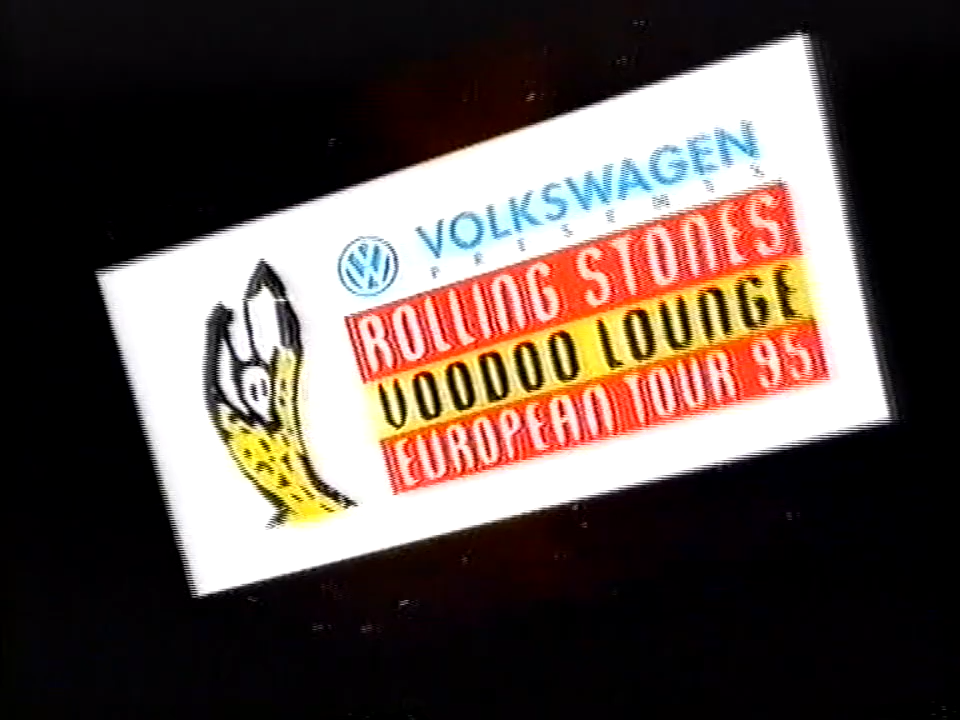 VOLKSWAGEN
PRESENTS
ROLLING STONES
VOODOO LOUNGE
EUROPEAN TOUR 95